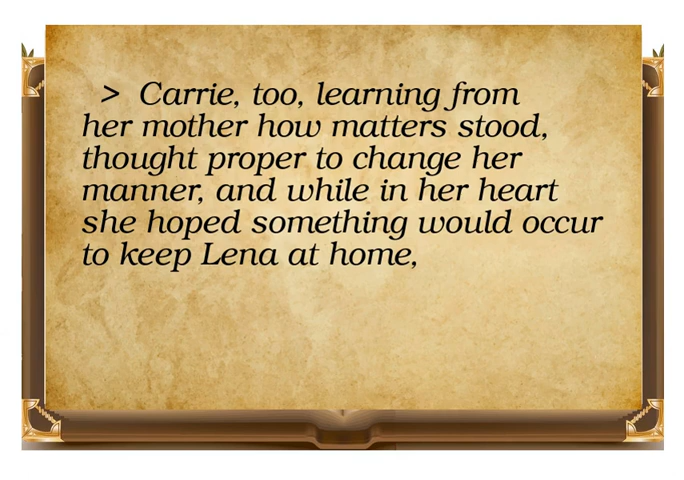 > Carrie, too, learning from
her mother how matters stood,
thought proper to change her
manner, and while in her heart
she hoped something would occur
to keep Lena at home,